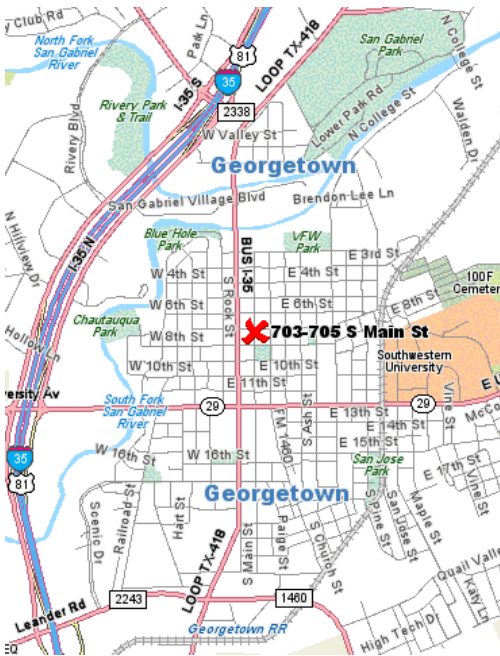 y Club Rd
North Fork
San Gabriel
River
Park Ln
81
I-35 S
35
LOOP TX-418
San Gabriel
Park
N College St
Rivery Park
& Trail
2338
Lower Park Rd
N College St
Walden Dr
Rivery Blvd
W Valley St
Georgetown
San Gabriel Village Blvd
Brendon Lee Ln
N Hillview Dr
I-35 N
Blue Hole
Park
BUS I-35
VFW
Park
E 3rd St
W 4th St
E 4th St
S Rock St
100F
Cemeter
W 6th St
E 6th St
E 8th St
Chautauqua
Park
W 8th St
703-705 S Main St
Hollow Ln
Southwestern
University
W 10th St
E 10th St
E 11th St
versity Av
E
South Fork
San Gabriel
River
29
29
FM 1460
S Ash St
E 13th St
Vine St
McCo
E 14th St
E 15th St
W 16th St
W 16th St
San Jose
Park
E 17th St
35
81
Georgetown
Vine St
Scenic Dr
Railroad St
Hart St
LOOP TX-418
S Main St
Paige St
S Church St
S Pine St
San Jose St
Maple St
Quail Valle
Katy Ln
2243
1460
Leander Rd
Georgetown RR
High Tech Dr
EQ